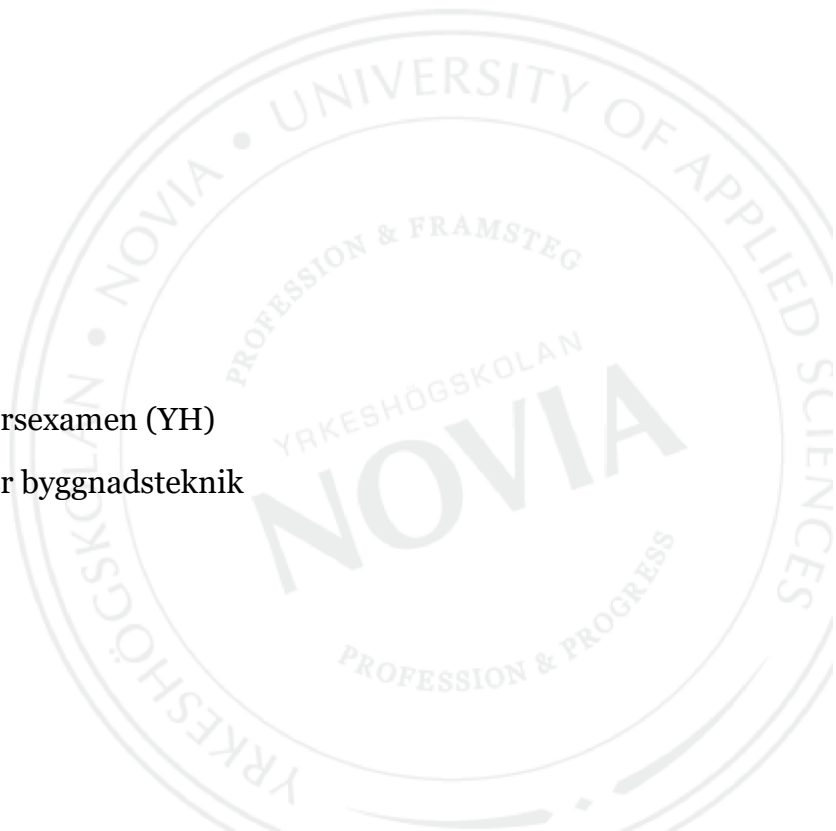 YRKESHÖGSKOLAN • NOVIA • UNIVERSITY OF APPLIED SCIENCES
PROFESSION & FRAMSTEG
YRKESHÖGSKOLAN
NOVIA
PROFESSION & PROGRESS
rsexamen (YH)
r byggnadsteknik